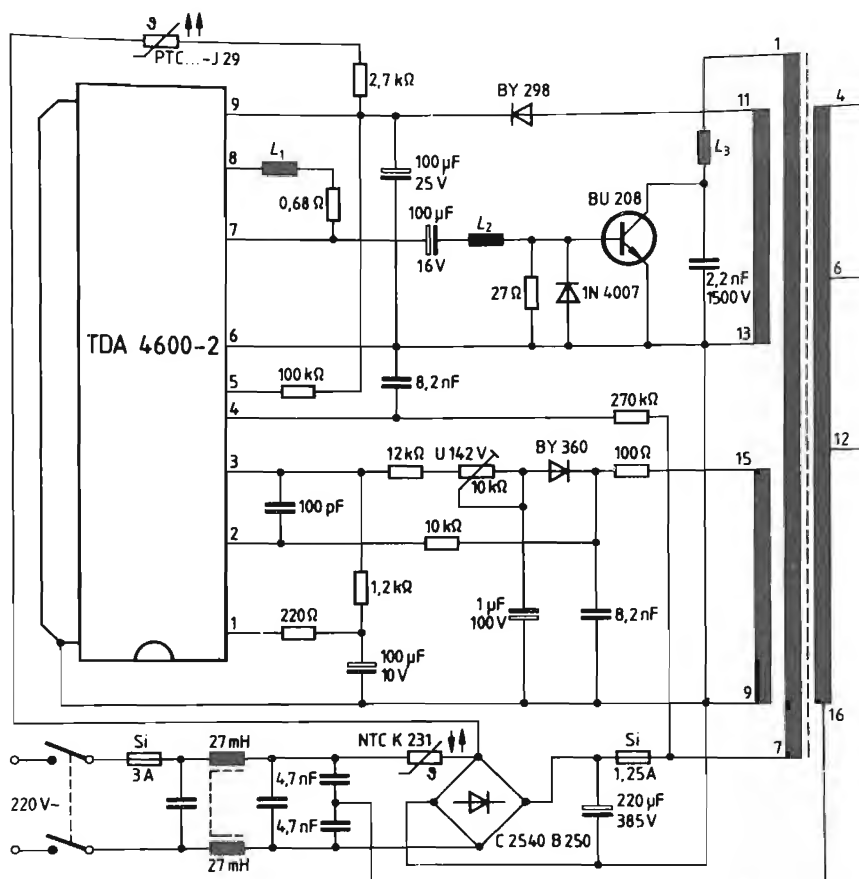 ϑ
PTC...-J 29
2,7 kΩ
BY 298
1
4
11
9
8
L1
L3
100 µF
25 V
0,68 Ω
BU 208
100 µF
16 V
L2
7
27 Ω
1N 4007
2,2 nF
1500 V
6
TDA 4600-2
6
13
5
100 kΩ
8,2 nF
4
270 kΩ
12
3
12 kΩ
U 142 V
10 kΩ
BY 360
100 Ω
15
100 pF
2
10 kΩ
1,2 kΩ
1 µF
100 V
8,2 nF
1
220 Ω
100 µF
10 V
9
16
7
Si
3 A
27 mH
NTC K 231
ϑ
Si
1,25 A
4,7 nF
220 V~
4,7 nF
220 µF
385 V
C 2540 B 250
27 mH